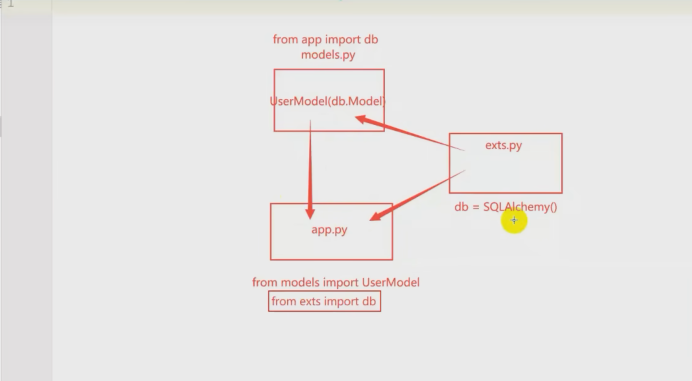 1
from app import db
models.py
UserModel(db.Model)
exts.py
db = SQLAlchemy()
app.py
from models import UserModel
from exts import db